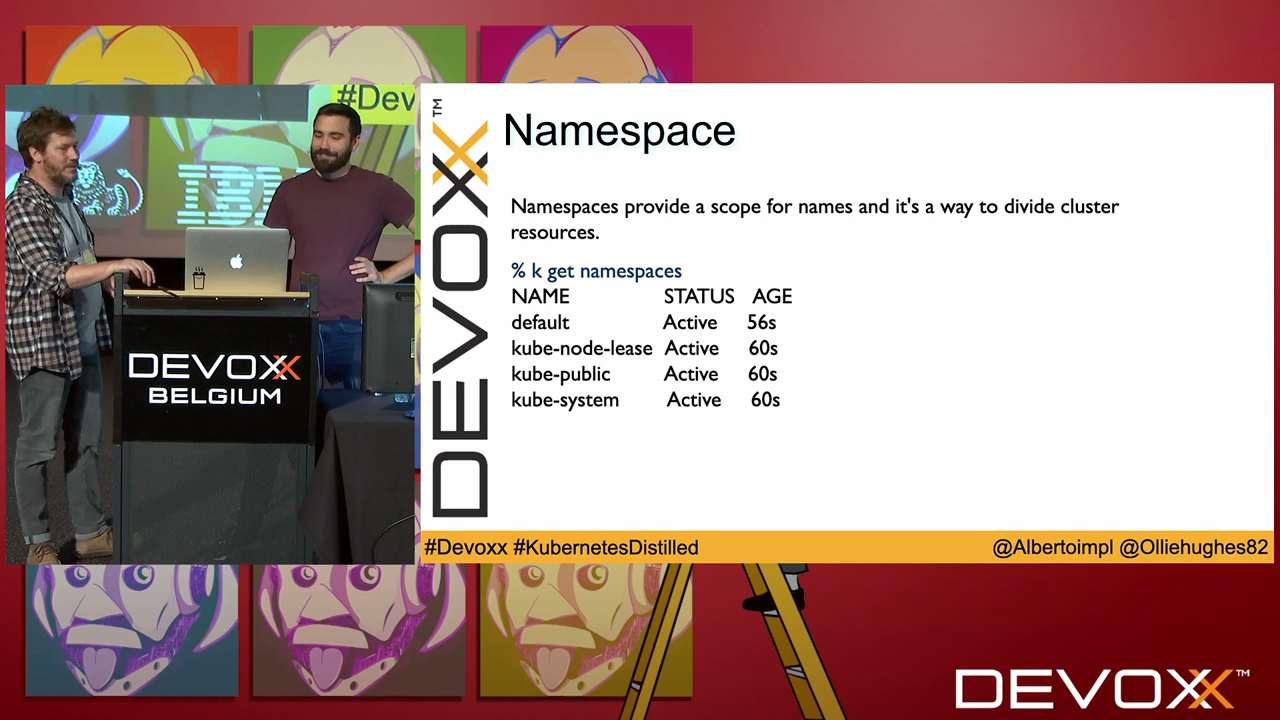 #Dev
IBM
DEVOXX
BELGIUM
DEVOXX™
Namespace
Namespaces provide a scope for names and it's a way to divide cluster
resources.
% k get namespaces
NAME STATUS AGE
default Active 56s
kube-node-lease Active 60s
kube-public Active 60s
kube-system Active 60s
#Devoxx #KubernetesDistilled
@Albertoimpl @Olliehughes82
DEVOXX™